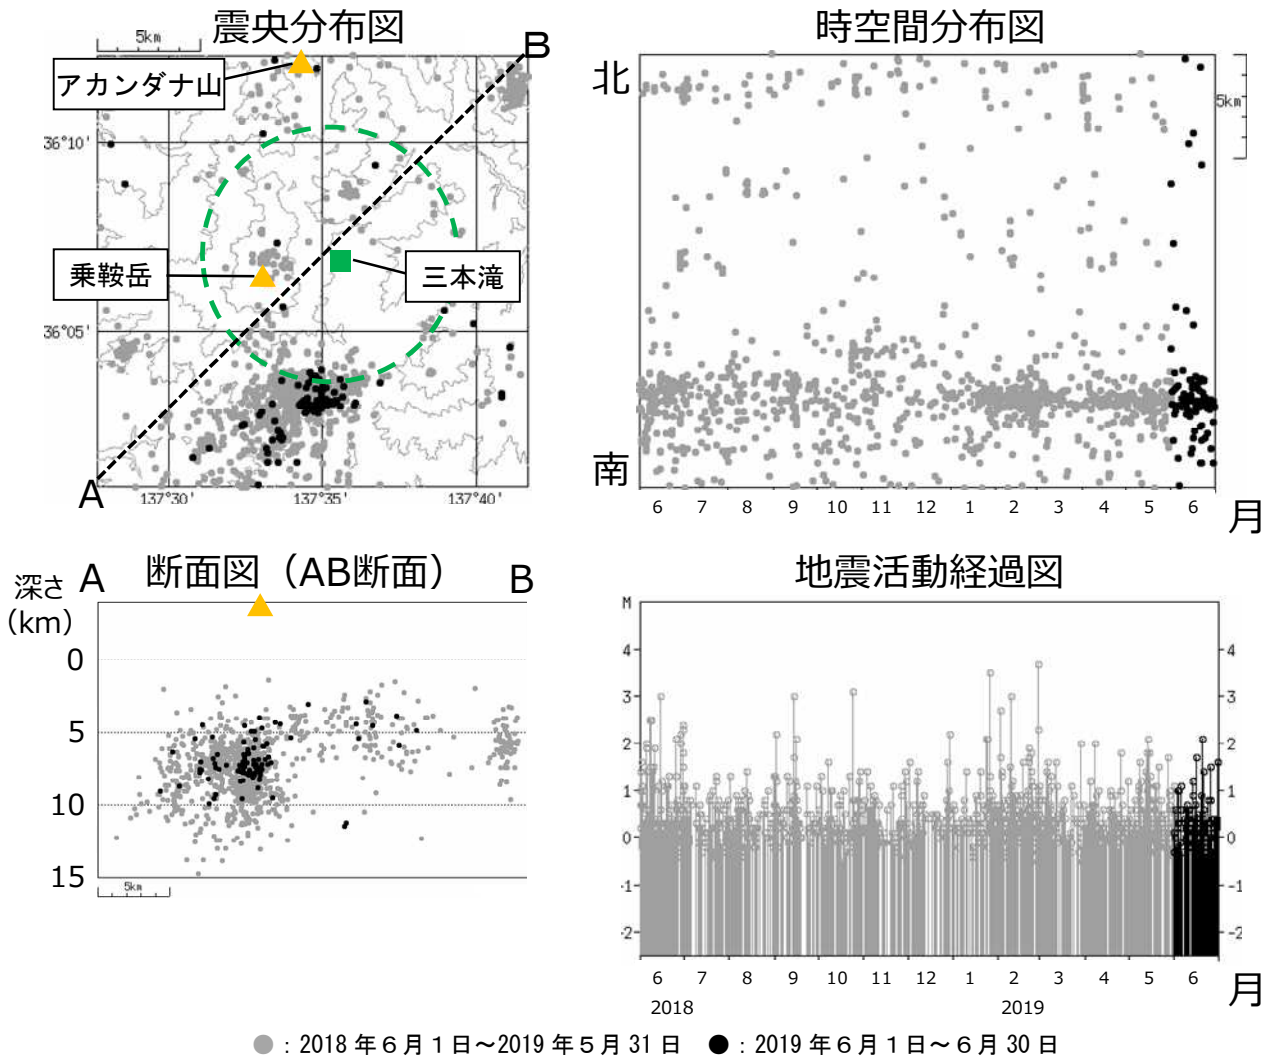 震央分布図
5km
B
アカンダナ山
36°10'
乗鞍岳
三本滝
36°05'
A
137°30'
137°35'
137°40'
時空間分布図
北
5km
南
6 7 8 9 10 11 12 1 2 3 4 5 6
月
断面図（AB断面）
A
B
深さ
（km）
0
5
10
15
5km
地震活動経過図
M
4 4
3 3
2 2
1 1
0 0
-1 -1
-2 -2
6 7 8 9 10 11 12 1 2 3 4 5 6
月
2018 2019
●：2018年6月1日～2019年5月31日 ●：2019年6月1日～6月30日